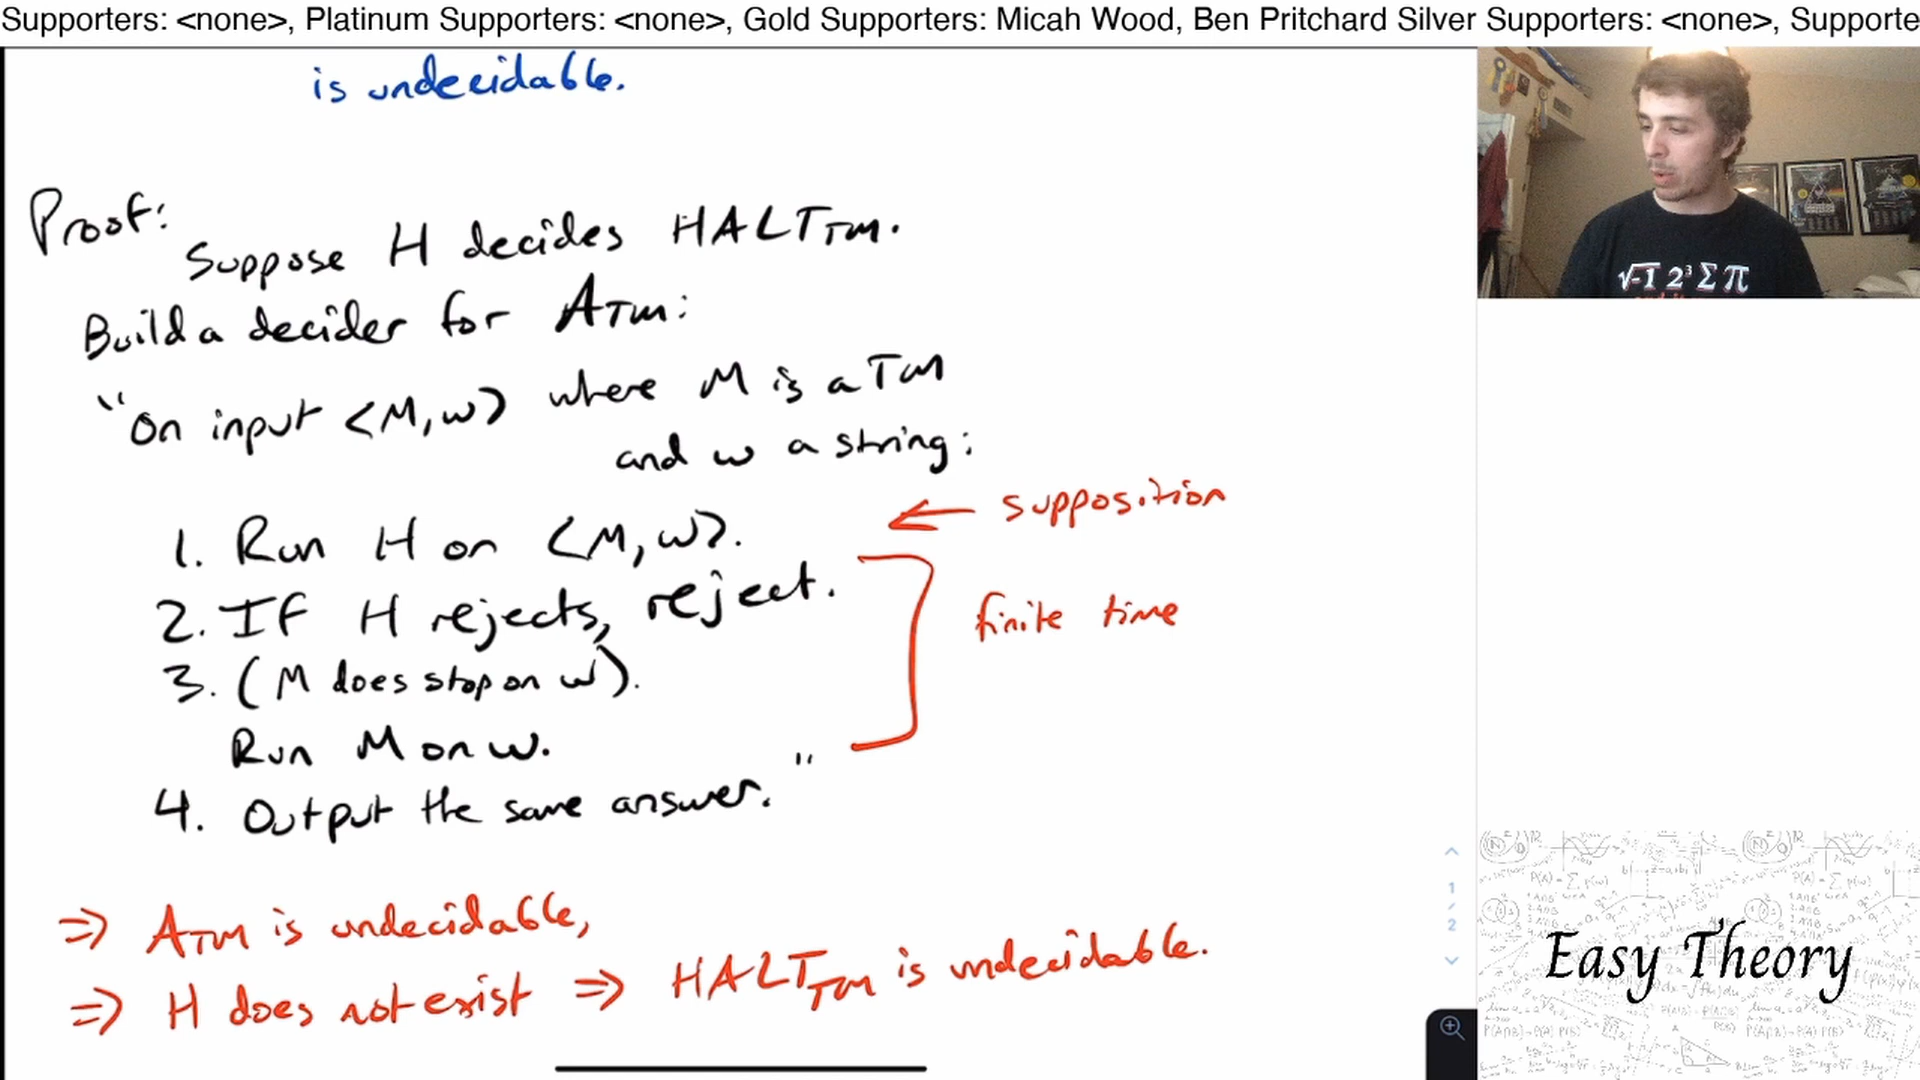 Supporters: <none>, Platinum Supporters: <none>, Gold Supporters: Micah Wood, Ben Pritchard Silver Supporters: <none>, Supporte
is undecidable.
Proof:
Suppose H decides HALTTM.
Build a decider for ATM:
"On input <M,w> where M is a TM
and w a string:
1. Run H on <M,w>.
← supposition
2. If H rejects, reject.
finite time
3. (M does stop on w).
Run M on w.
4. Output the same answer."
⇒ ATM is undecidable,
⇒ H does not exist ⇒ HALTTM is undecidable.
√-1 2³ Σ π
1
2
Easy Theory